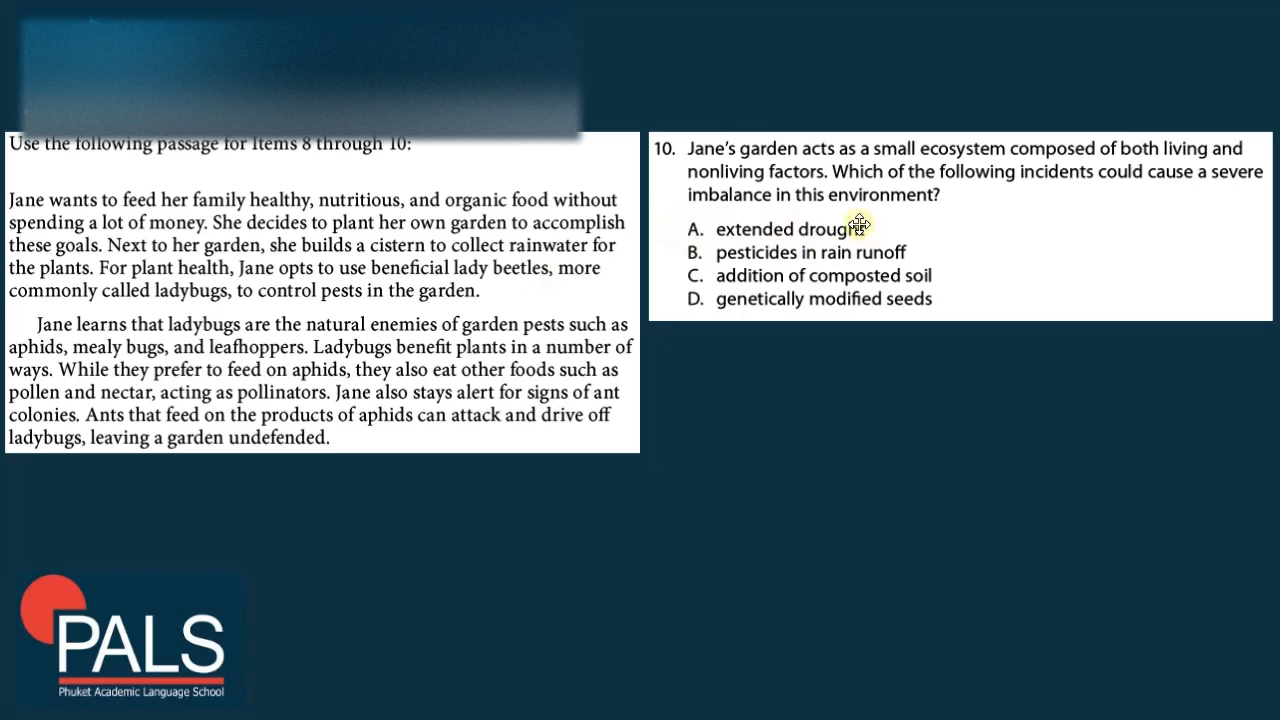 Use the following passage for Items 8 through 10:
Jane wants to feed her family healthy, nutritious, and organic food without
spending a lot of money. She decides to plant her own garden to accomplish
these goals. Next to her garden, she builds a cistern to collect rainwater for
the plants. For plant health, Jane opts to use beneficial lady beetles, more
commonly called ladybugs, to control pests in the garden.
Jane learns that ladybugs are the natural enemies of garden pests such as
aphids, mealy bugs, and leafhoppers. Ladybugs benefit plants in a number of
ways. While they prefer to feed on aphids, they also eat other foods such as
pollen and nectar, acting as pollinators. Jane also stays alert for signs of ant
colonies. Ants that feed on the products of aphids can attack and drive off
ladybugs, leaving a garden undefended.
10. Jane's garden acts as a small ecosystem composed of both living and
nonliving factors. Which of the following incidents could cause a severe
imbalance in this environment?
A. extended drought
B. pesticides in rain runoff
C. addition of composted soil
D. genetically modified seeds
PALS
Phuket Academic Language School